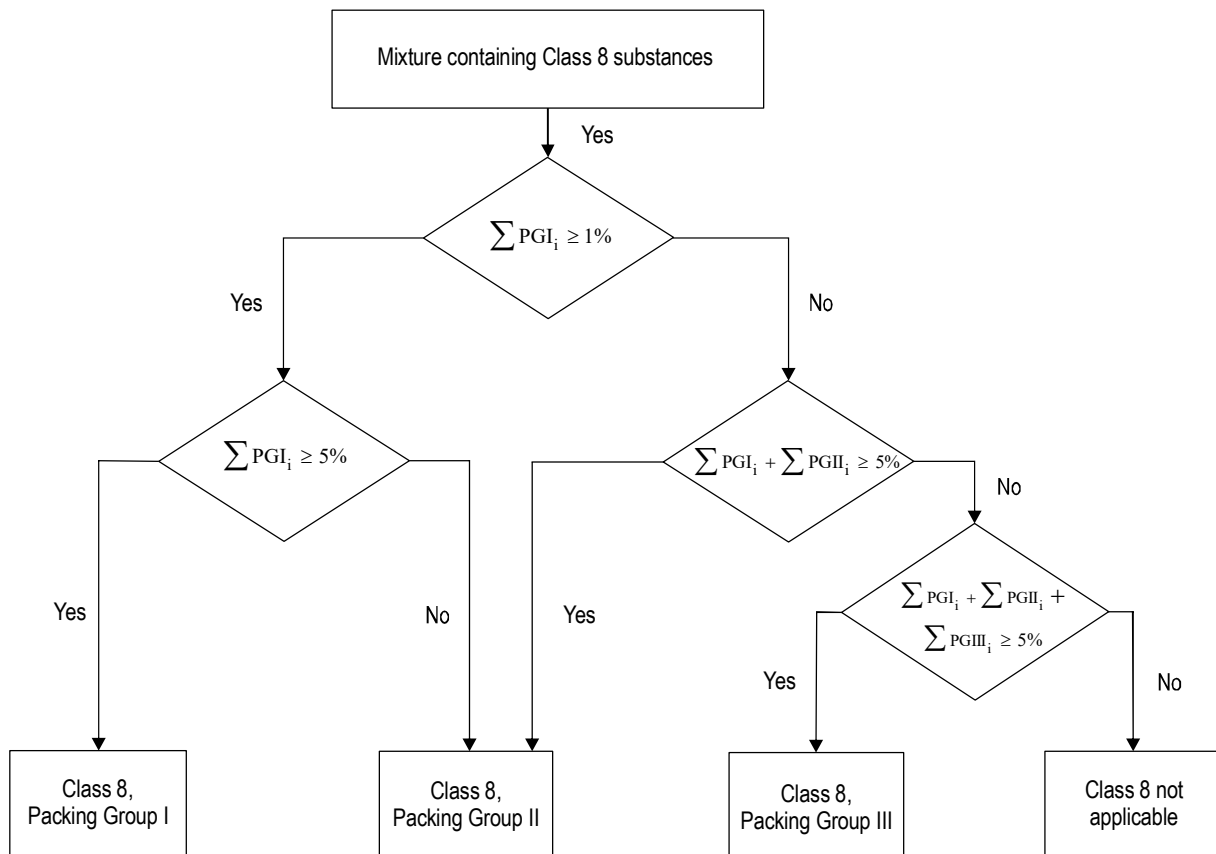 Mixture containing Class 8 substances
Yes
∑ PGIᵢ ≥ 1%
Yes
No
∑ PGIᵢ ≥ 5%
∑ PGIᵢ + ∑ PGIIᵢ ≥ 5%
No
Yes
No
Yes
∑ PGIᵢ + ∑ PGIIᵢ +
∑ PGIIIᵢ ≥ 5%
Yes
No
Class 8,
Packing Group I
Class 8,
Packing Group II
Class 8,
Packing Group III
Class 8 not
applicable